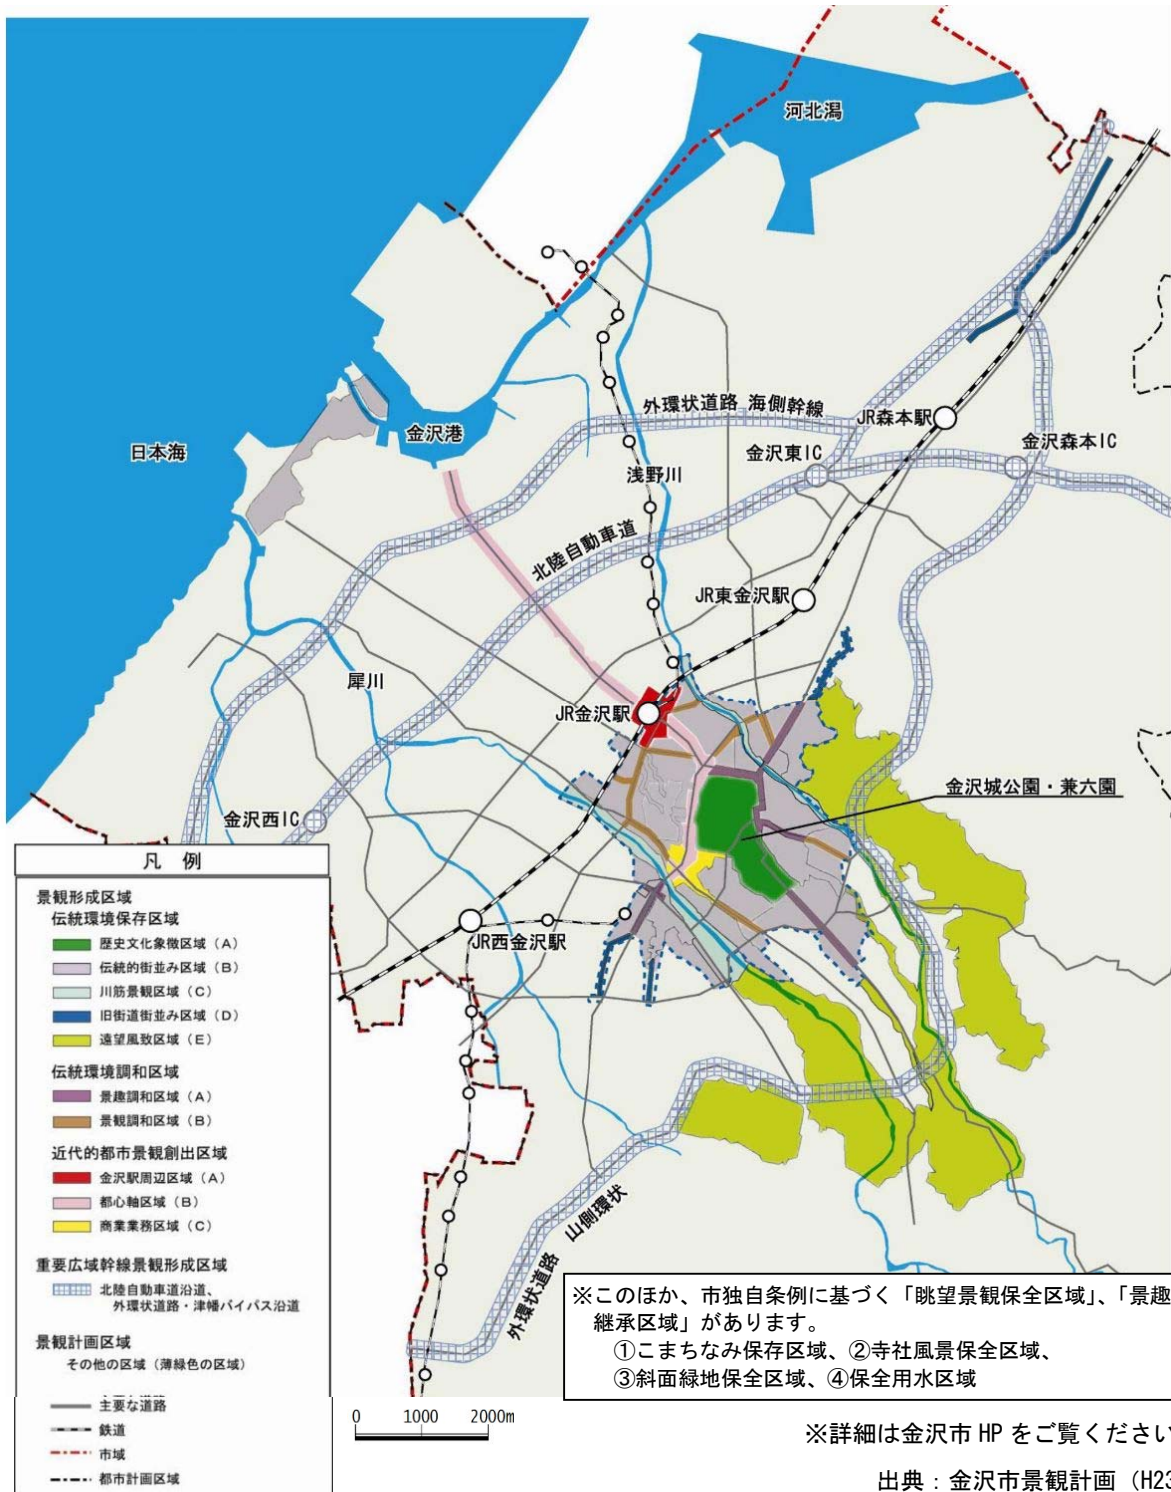 河北潟
外環状道路 海側幹線
JR森本駅
金沢港
金沢東IC
金沢森本IC
日本海
浅野川
北陸自動車道
JR東金沢駅
犀川
JR金沢駅
金沢城公園・兼六園
金沢西IC
JR西金沢駅
外環状道路 山側環状
凡 例
景観形成区域
伝統環境保存区域
歴史文化象徴区域（A）
伝統的街並み区域（B）
川筋景観区域（C）
旧街道街並み区域（D）
遠望風致区域（E）
伝統環境調和区域
景趣調和区域（A）
景観調和区域（B）
近代的都市景観創出区域
金沢駅周辺区域（A）
都心軸区域（B）
商業業務区域（C）
重要広域幹線景観形成区域
北陸自動車道沿道、
外環状道路・津幡バイパス沿道
景観計画区域
その他の区域（薄緑色の区域）
主要な道路
鉄道
市域
都市計画区域
0 1000 2000m
※このほか、市独自条例に基づく「眺望景観保全区域」、「景趣
継承区域」があります。
①こまちなみ保存区域、②寺社風景保全区域、
③斜面緑地保全区域、④保全用水区域
※詳細は金沢市 HP をご覧ください
出典：金沢市景観計画（H23